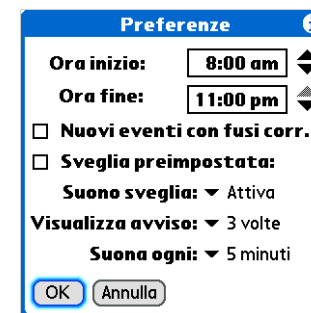 Preferenze
Ora inizio: 8:00 am
Ora fine: 11:00 pm
Nuovi eventi con fusi corr.
Sveglia preimpostata:
Suono sveglia: Attiva
Visualizza avviso: 3 volte
Suona ogni: 5 minuti
OK Annulla